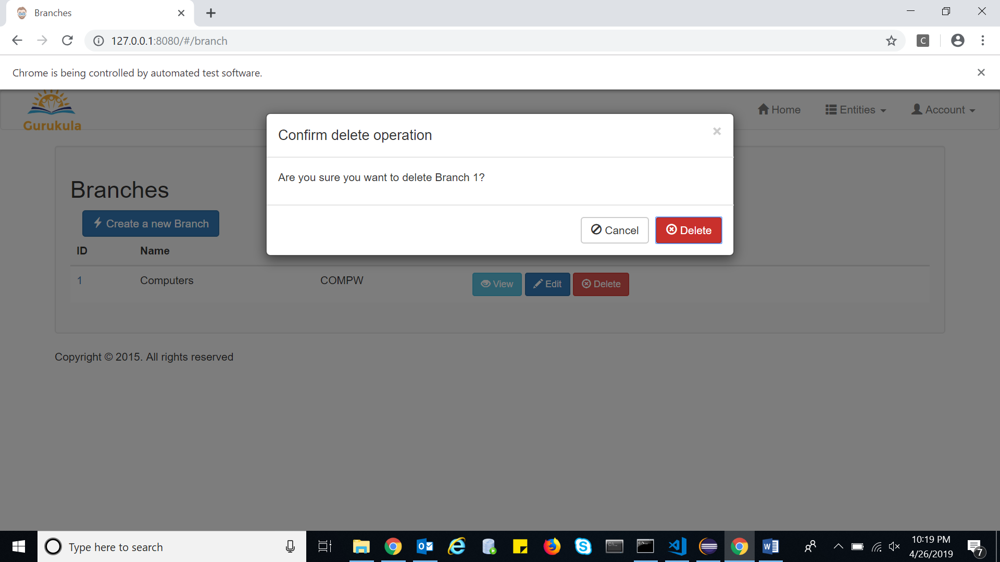 Branches
127.0.0.1:8080/#/branch
C
Chrome is being controlled by automated test software.
Gurukula
Home
Entities
Account
Confirm delete operation
×
Are you sure you want to delete Branch 1?
Cancel
Delete
Branches
Create a new Branch
ID Name
1 Computers COMPW View Edit Delete
Copyright © 2015. All rights reserved
Type here to search
10:19 PM
4/26/2019
7